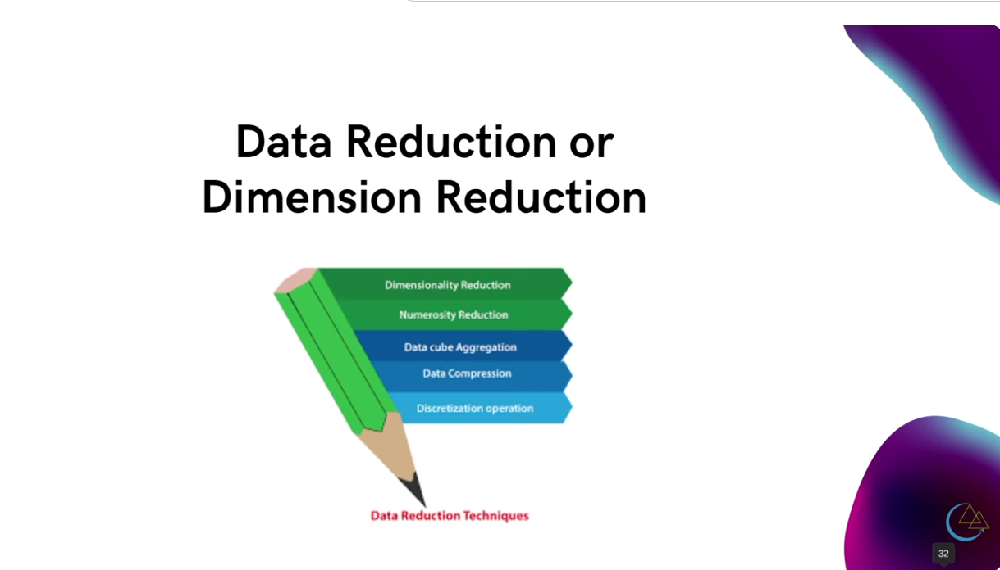 Data Reduction or
Dimension Reduction
Dimensionality Reduction
Numerosity Reduction
Data cube Aggregation
Data Compression
Discretization operation
Data Reduction Techniques
32